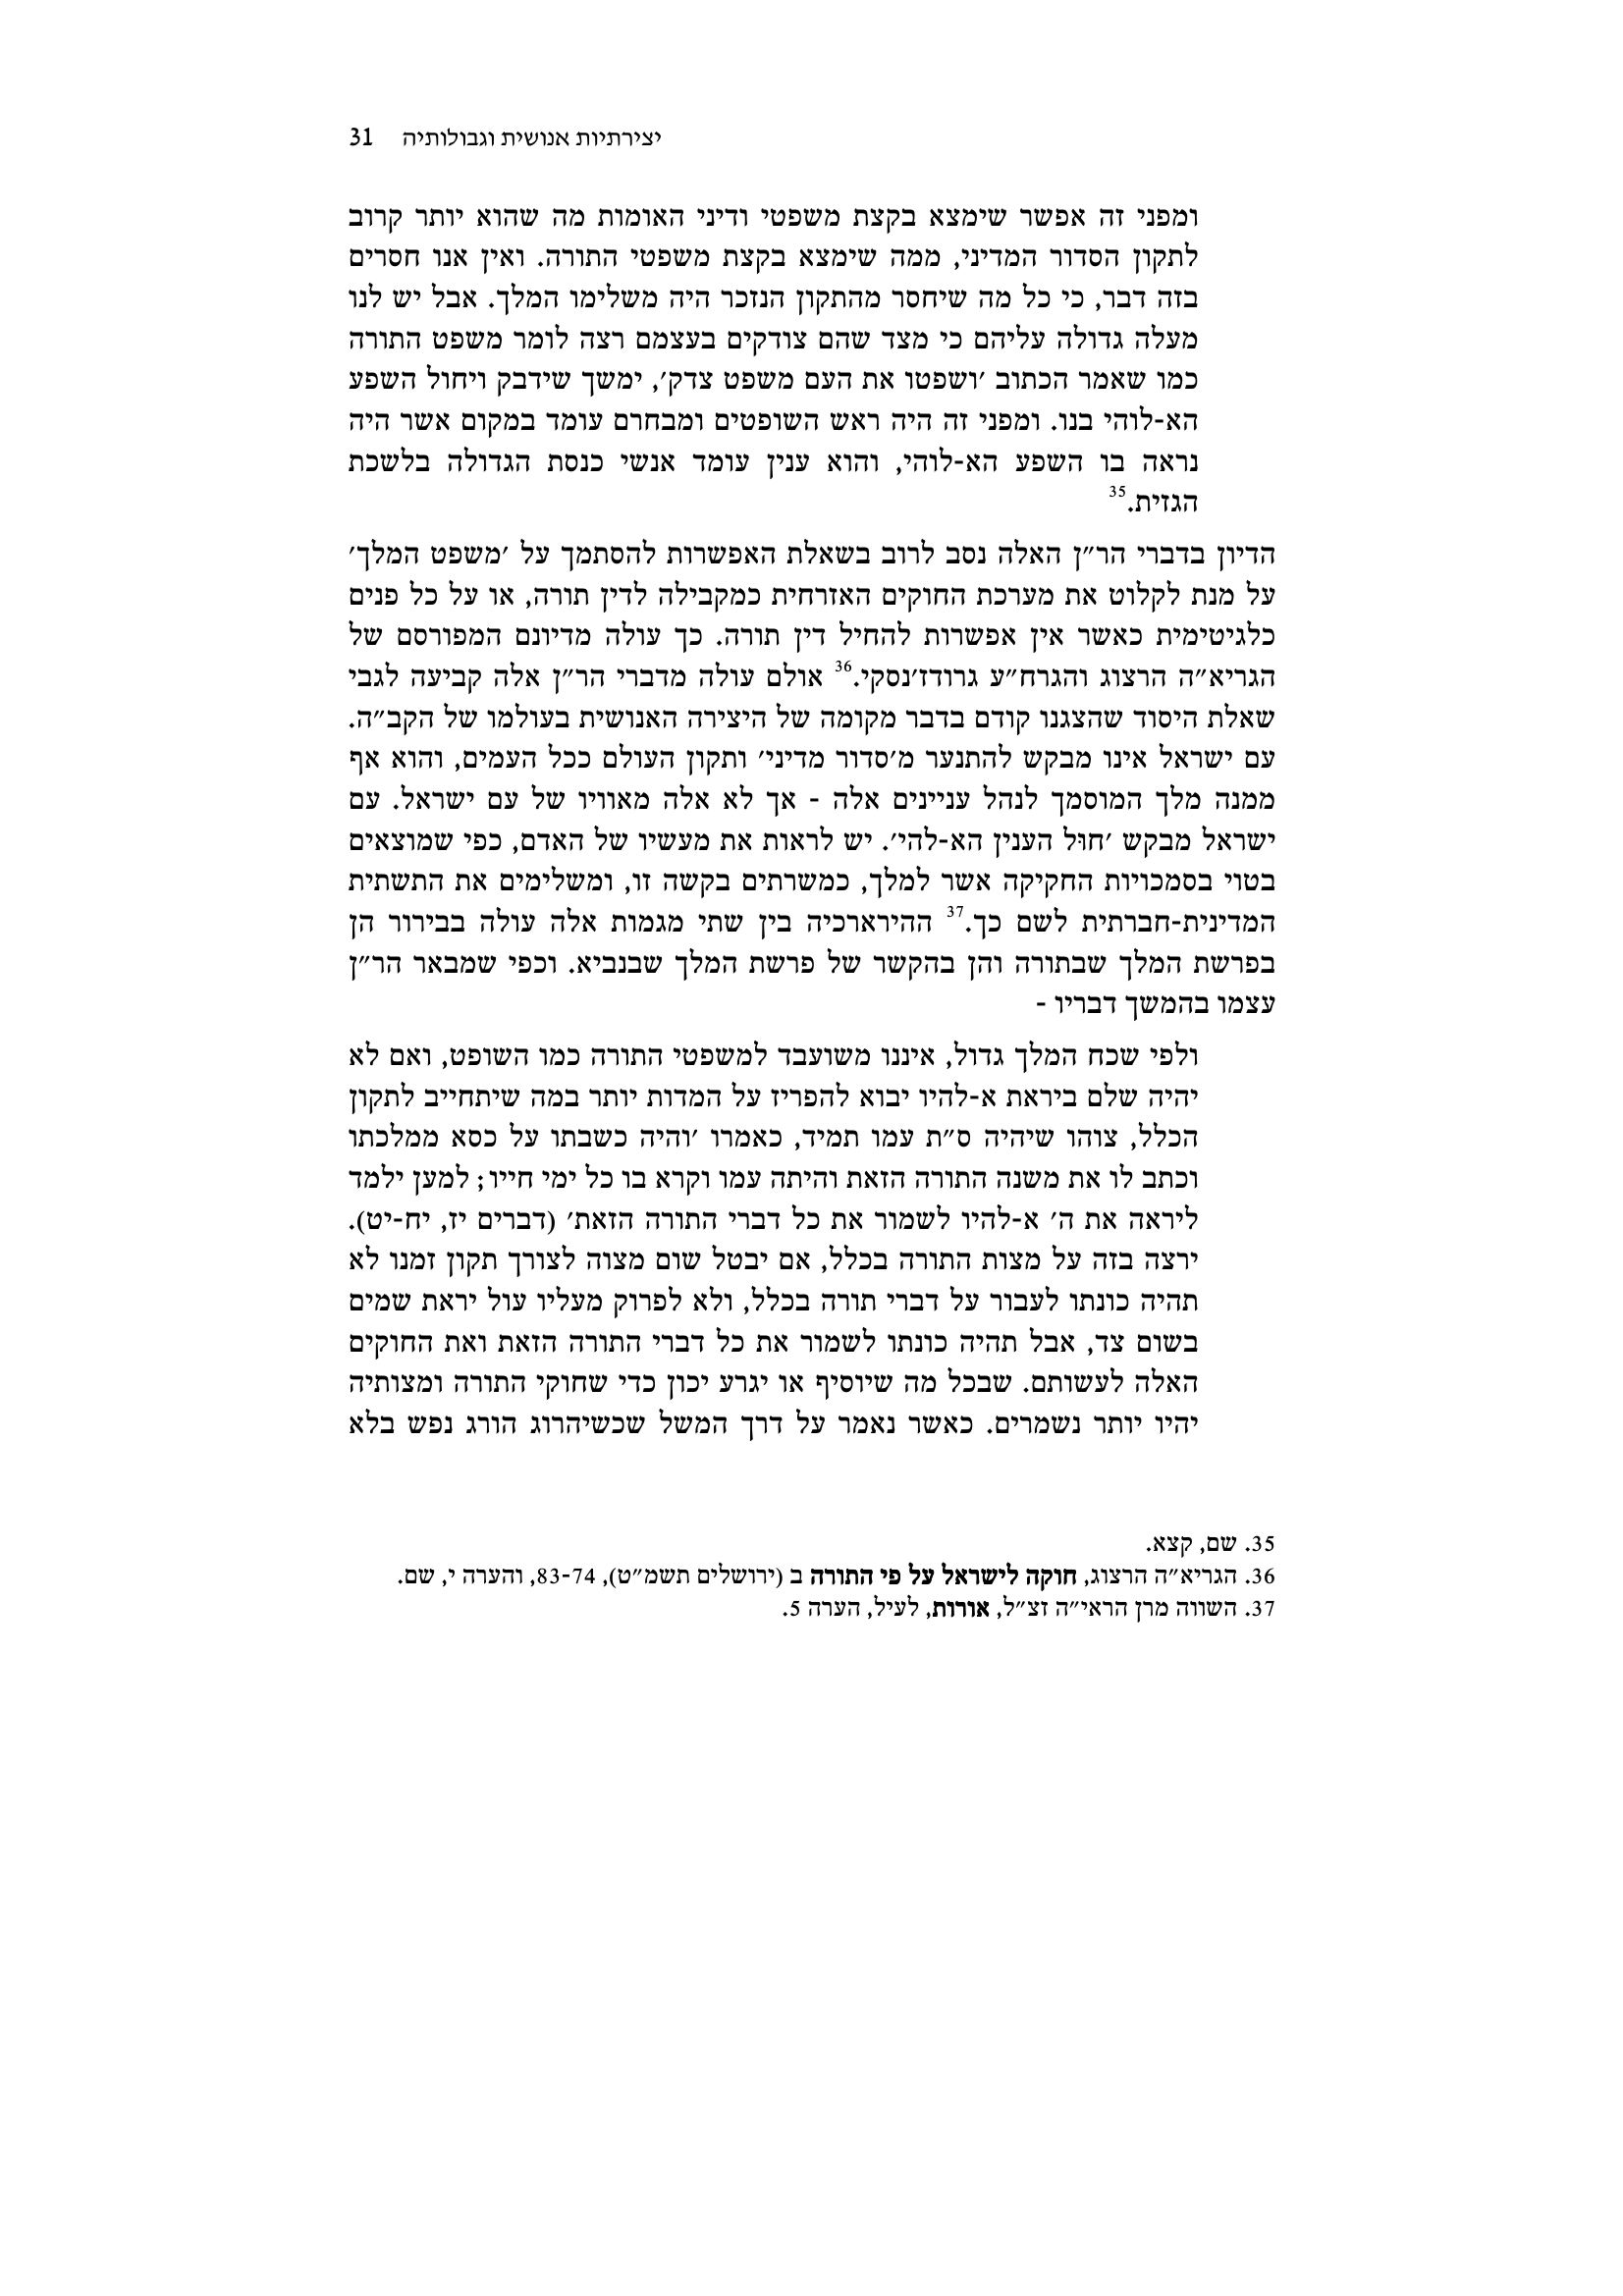 יצירתיות אנושית וגבולותיה 31
ומפני זה אפשר שימצא בקצת משפטי ודיני האומות מה שהוא יותר קרוב
לתקון הסדור המדיני, ממה שימצא בקצת משפטי התורה. ואין אנו חסרים
בזה דבר, כי כל מה שיחסר מהתקון הנזכר היה משלימו המלך. אבל יש לנו
מעלה גדולה עליהם כי מצד שהם צודקים בעצמם רצה לומר משפט התורה
כמו שאמר הכתוב ׳ושפטו את העם משפט צדק׳, ימשך שידבק ויחול השפע
הא-לוהי בנו. ומפני זה היה ראש השופטים ומבחרם עומד במקום אשר היה
נראה בו השפע הא-לוהי, והוא ענין עומד אנשי כנסת הגדולה בלשכת
הגזית.35
הדיון בדברי הר״ן האלה נסב לרוב בשאלת האפשרות להסתמך על ׳משפט המלך׳
על מנת לקלוט את מערכת החוקים האזרחית כמקבילה לדין תורה, או על כל פנים
כלגיטימית כאשר אין אפשרות להחיל דין תורה. כך עולה מדיונם המפורסם של
הגריא״ה הרצוג והגרח״ע גרודז׳נסקי.36 אולם עולה מדברי הר״ן אלה קביעה לגבי
שאלת היסוד שהצגנו קודם בדבר מקומה של היצירה האנושית בעולמו של הקב״ה.
עם ישראל אינו מבקש להתנער מ׳סדור מדיני׳ ותקון העולם ככל העמים, והוא אף
ממנה מלך המוסמך לנהל עניינים אלה - אך לא אלה מאוויו של עם ישראל. עם
ישראל מבקש ׳חוּל הענין הא-להי׳. יש לראות את מעשיו של האדם, כפי שמוצאים
בטוי בסמכויות החקיקה אשר למלך, כמשרתים בקשה זו, ומשלימים את התשתית
המדינית-חברתית לשם כך.37 ההירארכיה בין שתי מגמות אלה עולה בבירור הן
בפרשת המלך שבתורה והן בהקשר של פרשת המלך שבנביא. וכפי שמבאר הר״ן
עצמו בהמשך דבריו -
ולפי שכח המלך גדול, איננו משועבד למשפטי התורה כמו השופט, ואם לא
יהיה שלם ביראת א-להיו יבוא להפריז על המדות יותר במה שיתחייב לתקון
הכלל, צוהו שיהיה ס״ת עמו תמיד, כאמרו ׳והיה כשבתו על כסא ממלכתו
וכתב לו את משנה התורה הזאת והיתה עמו וקרא בו כל ימי חייו; למען ילמד
ליראה את ה׳ א-להיו לשמור את כל דברי התורה הזאת׳ (דברים יז, יח-יט).
ירצה בזה על מצות התורה בכלל, אם יבטל שום מצוה לצורך תקון זמנו לא
תהיה כונתו לעבור על דברי תורה בכלל, ולא לפרוק מעליו עול יראת שמים
בשום צד, אבל תהיה כונתו לשמור את כל דברי התורה הזאת ואת החוקים
האלה לעשותם. שבכל מה שיוסיף או יגרע יכון כדי שחוקי התורה ומצותיה
יהיו יותר נשמרים. כאשר נאמר על דרך המשל שכשיהרוג הורג נפש בלא
35. שם, קצא.
36. הגריא״ה הרצוג, חוקה לישראל על פי התורה ב (ירושלים תשמ״ט), 83-74, והערה י, שם.
37. השווה מרן הראי״ה זצ״ל, אורות, לעיל, הערה 5.